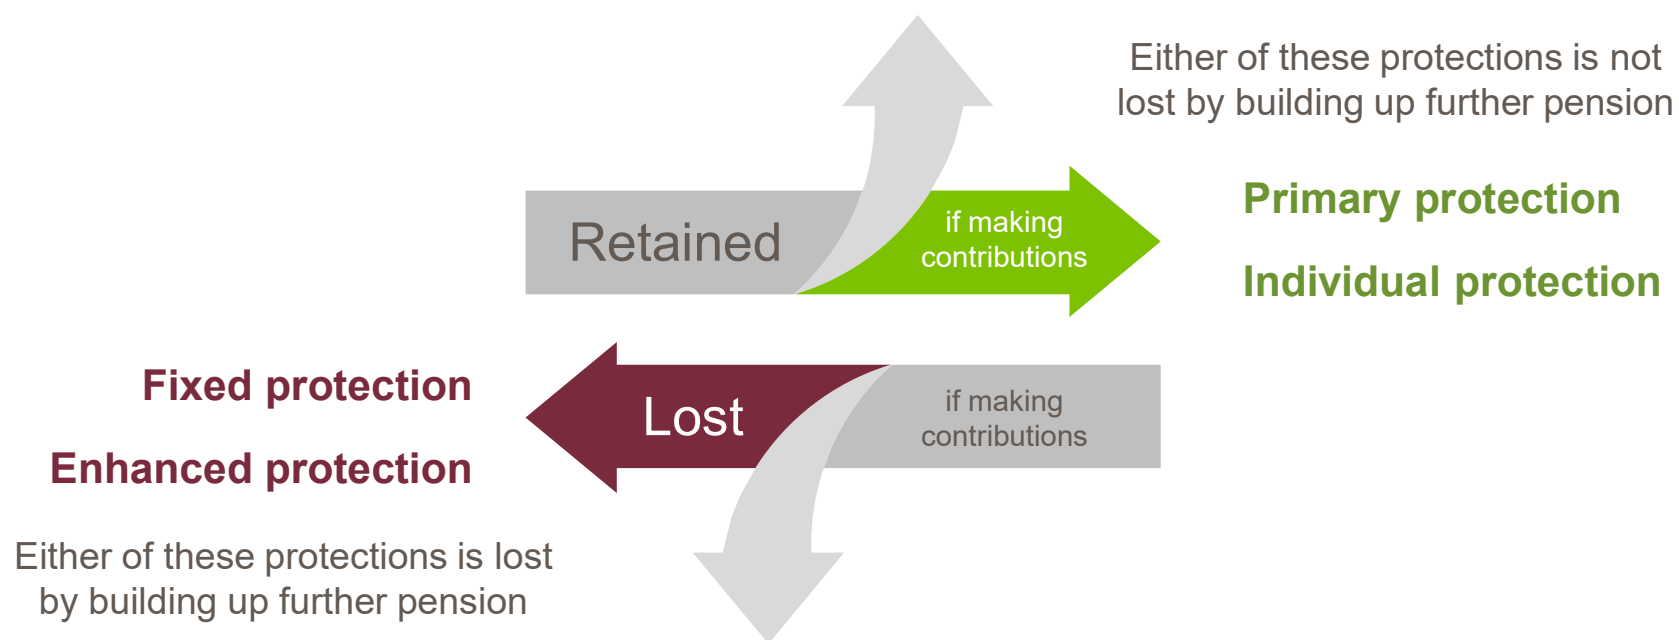 Either of these protections is not
lost by building up further pension
Retained
if making
contributions
Primary protection
Individual protection
Fixed protection
Enhanced protection
Lost
if making
contributions
Either of these protections is lost
by building up further pension